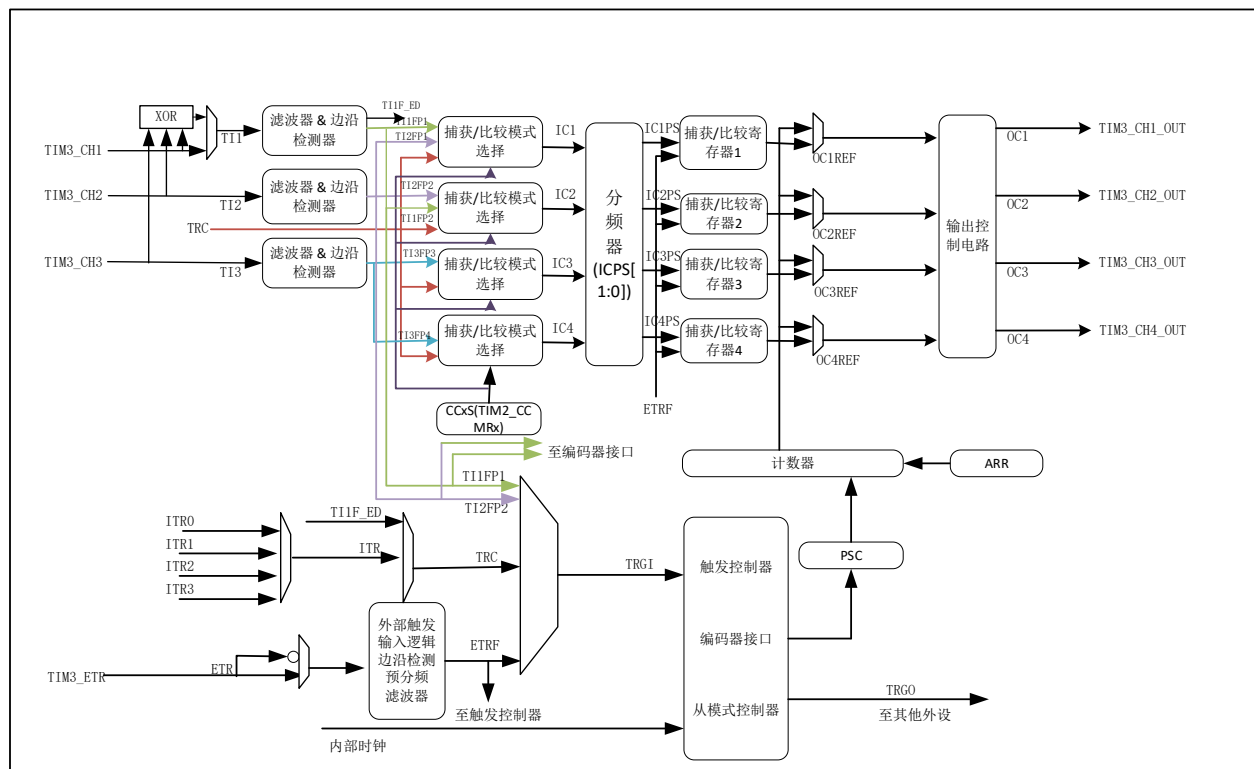 TI1F_ED
XOR
TI1
滤波器 & 边沿
检测器
TI1FP1
TI2FP1
捕获/比较模式
选择
IC1
IC1PS
捕获/比较寄
存器1
OC1REF
OC1
TIM3_CH1_OUT
TIM3_CH1
TIM3_CH2
TI2
滤波器 & 边沿
检测器
TI2FP2
TI1FP2
捕获/比较模式
选择
IC2
IC2PS
捕获/比较寄
存器2
OC2REF
OC2
TIM3_CH2_OUT
TRC
TIM3_CH3
TI3
滤波器 & 边沿
检测器
TI3FP3
捕获/比较模式
选择
IC3
IC3PS
捕获/比较寄
存器3
OC3REF
OC3
TIM3_CH3_OUT
TI3FP4
捕获/比较模式
选择
IC4
IC4PS
捕获/比较寄
存器4
OC4REF
OC4
TIM3_CH4_OUT
分
频
器
(ICPS[
1:0])
输出控
制电路
CCxS(TIM2_CC
MRx)
ETRF
至编码器接口
计数器
ARR
TI1FP1
TI2FP2
TI1F_ED
ITR0
ITR1
ITR2
ITR3
ITR
TRC
TRGI
触发控制器
PSC
外部触发
输入逻辑
边沿检测
预分频
滤波器
ETRF
编码器接口
TIM3_ETR
ETR
至触发控制器
从模式控制器
TRGO
至其他外设
内部时钟